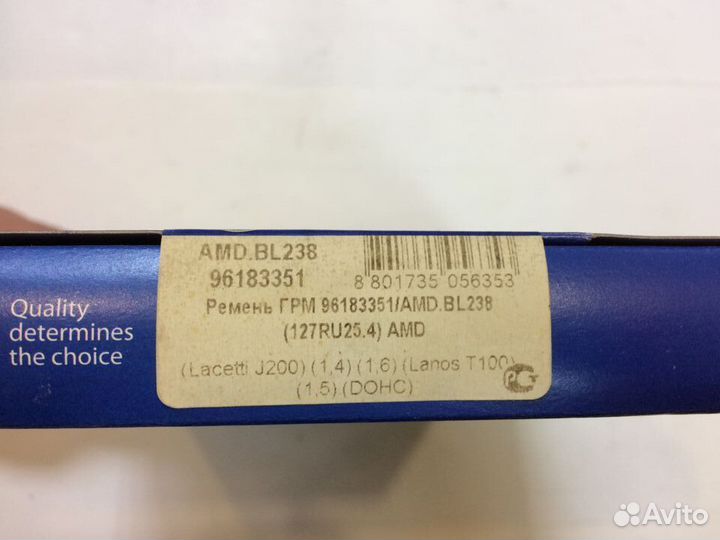 AMD.BL238
96183351
8 801735 056353
Ремень ГРМ 96183351/AMD.BL238
(127RU25.4) AMD
(Lacetti J200) (1,4) (1,6) (Lanos T100)
(1,5) (DOHC)
РСТ
Quality
determines
the choice
Avito